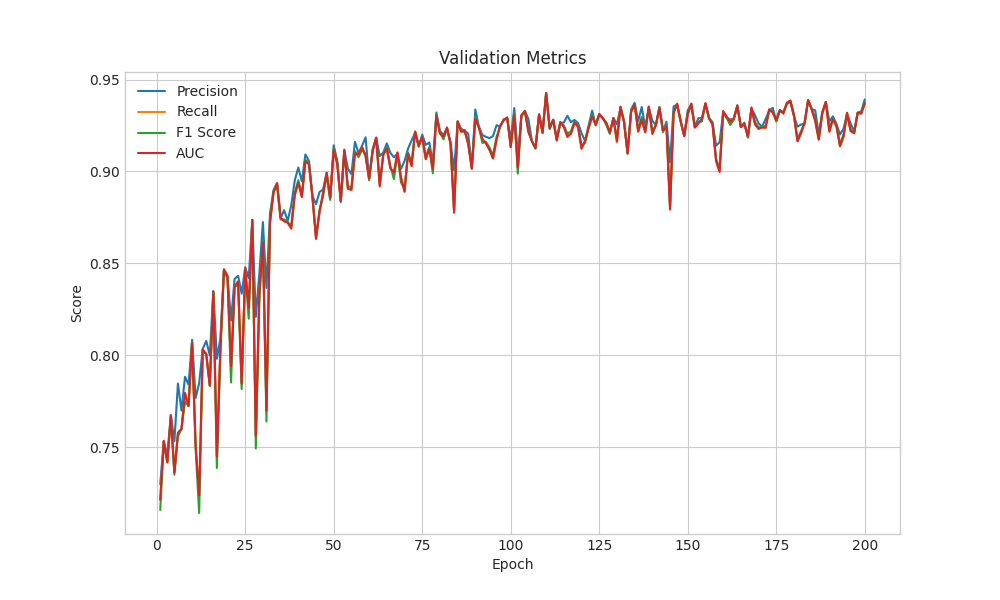 Validation Metrics
0.95
0.90
0.85
0.80
0.75
Score
Precision
Recall
F1 Score
AUC
0 25 50 75 100 125 150 175 200
Epoch